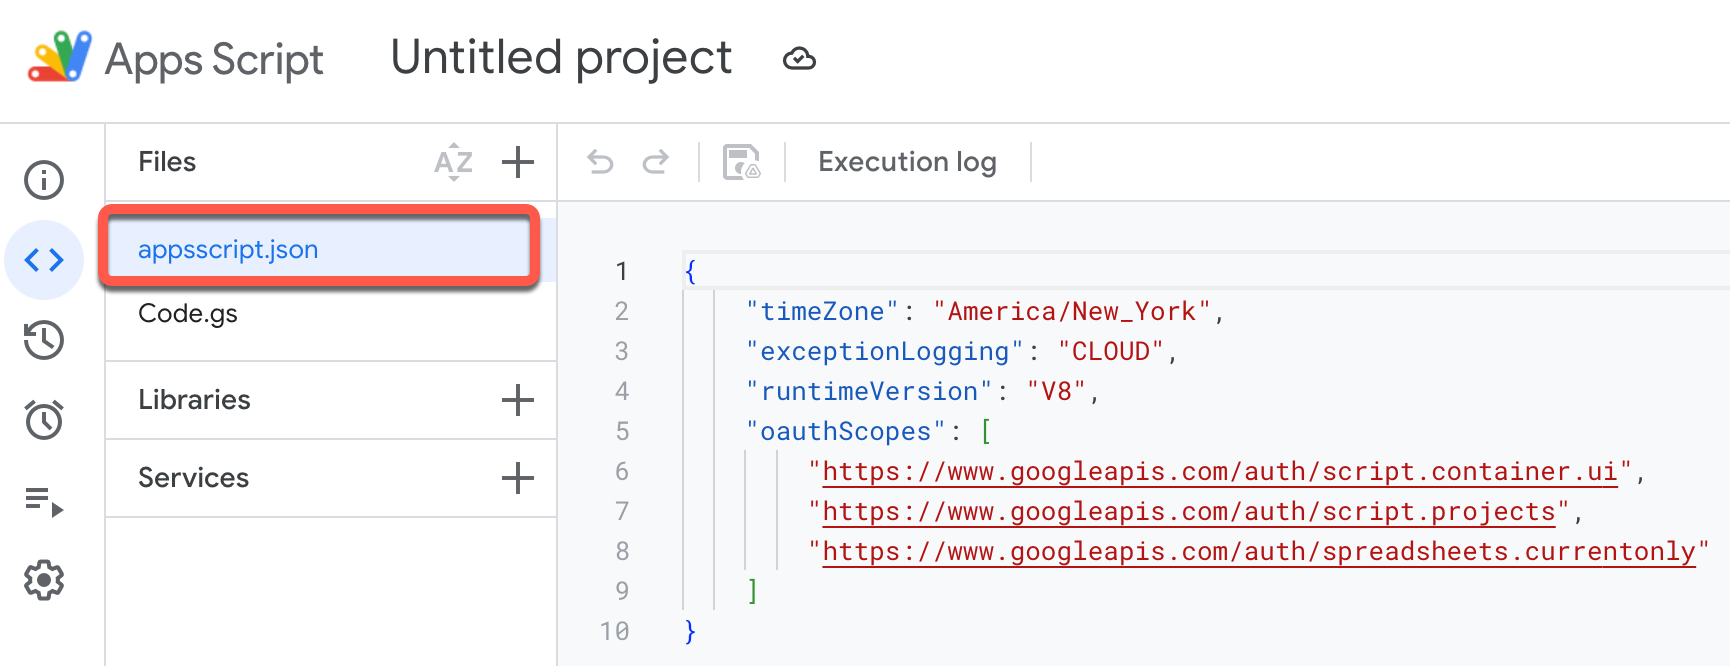 Apps Script Untitled project
Files AZ
Execution log
appsscript.json
Code.gs
Libraries
Services
1 {
2 "timeZone": "America/New_York",
3 "exceptionLogging": "CLOUD",
4 "runtimeVersion": "V8",
5 "oauthScopes": [
6 "https://www.googleapis.com/auth/script.container.ui",
7 "https://www.googleapis.com/auth/script.projects",
8 "https://www.googleapis.com/auth/spreadsheets.currentonly"
9 ]
10 }